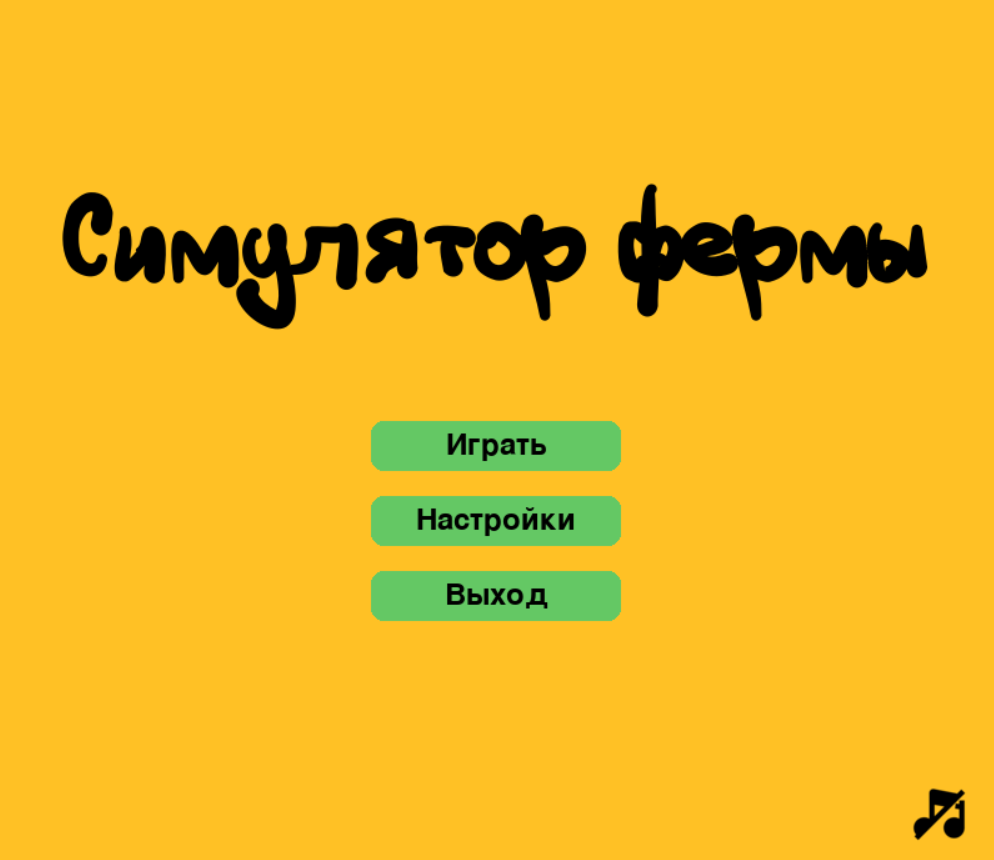 Симулятор фермы
Играть
Настройки
Выход